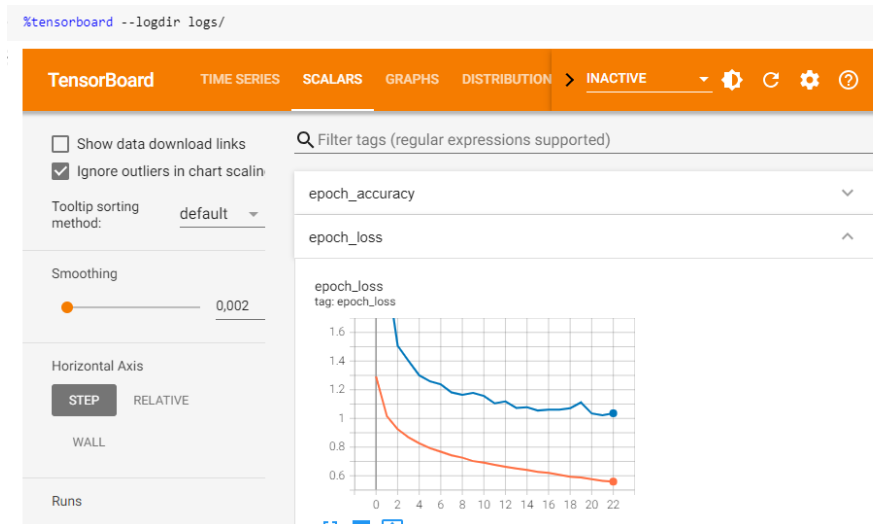 %tensorboard --logdir logs/
TensorBoard TIME SERIES SCALARS GRAPHS DISTRIBUTION INACTIVE
Show data download links
Ignore outliers in chart scalin
Tooltip sorting
method: default
Smoothing
0,002
Horizontal Axis
STEP RELATIVE
WALL
Runs
Filter tags (regular expressions supported)
epoch_accuracy
epoch_loss
epoch_loss
tag: epoch_loss
1.6
1.4
1.2
1
0.8
0.6
0 2 4 6 8 10 12 14 16 18 20 22